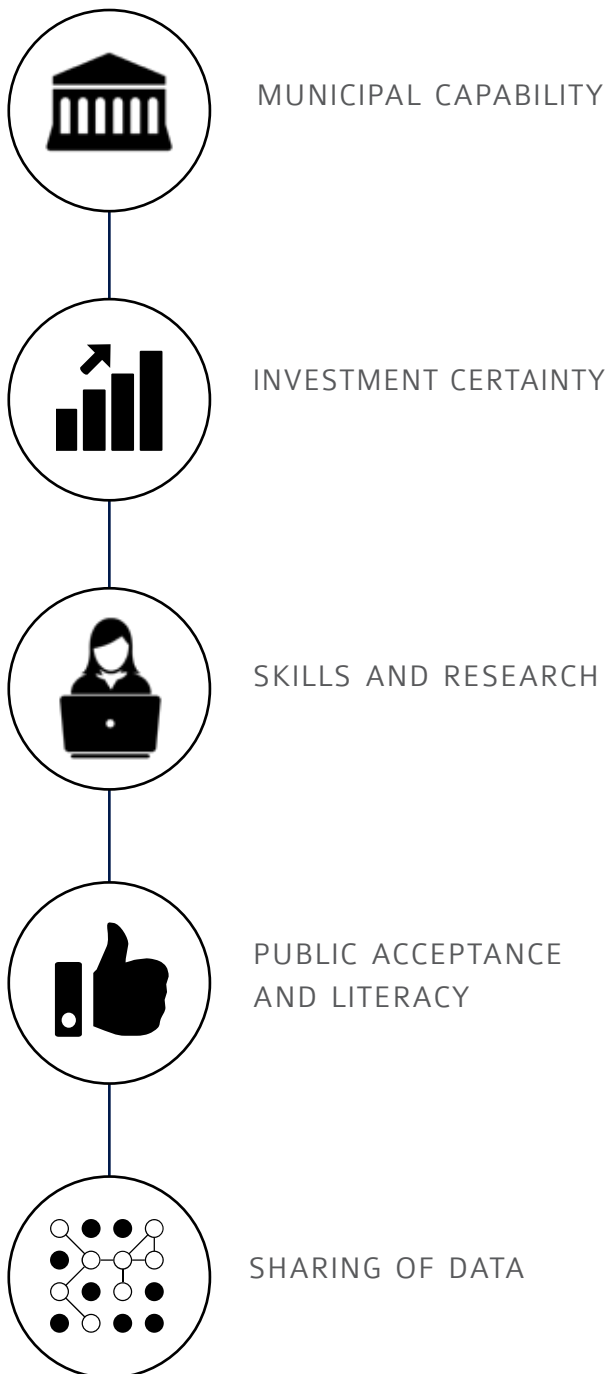 MUNICIPAL CAPABILITY
INVESTMENT CERTAINTY
SKILLS AND RESEARCH
PUBLIC ACCEPTANCE
AND LITERACY
SHARING OF DATA